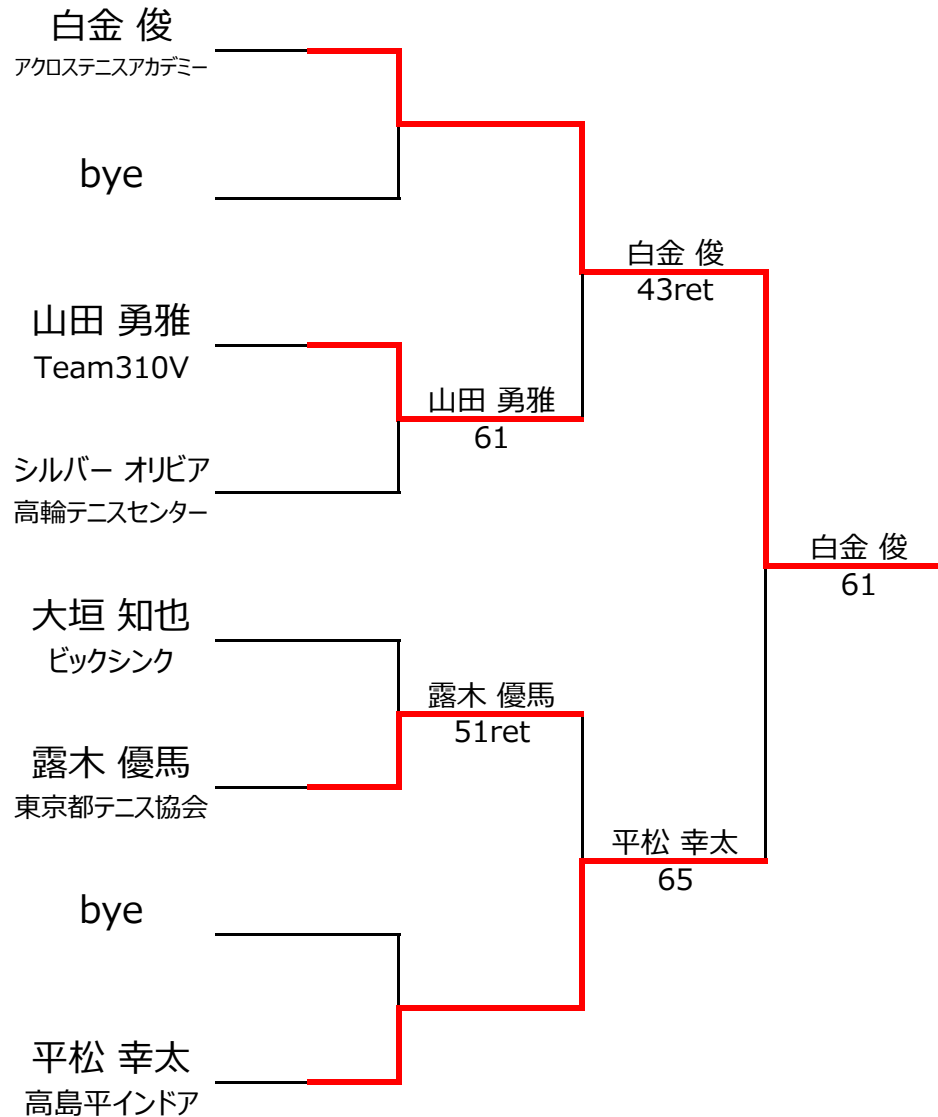 白金 俊
アクロステニスアカデミー
bye
白金 俊
43ret
山田 勇雅
Team310V
山田 勇雅
61
シルバー オリビア
高輪テニスセンター
白金 俊
61
大垣 知也
ビックシンク
露木 優馬
51ret
露木 優馬
東京都テニス協会
平松 幸太
65
bye
平松 幸太
高島平インドア